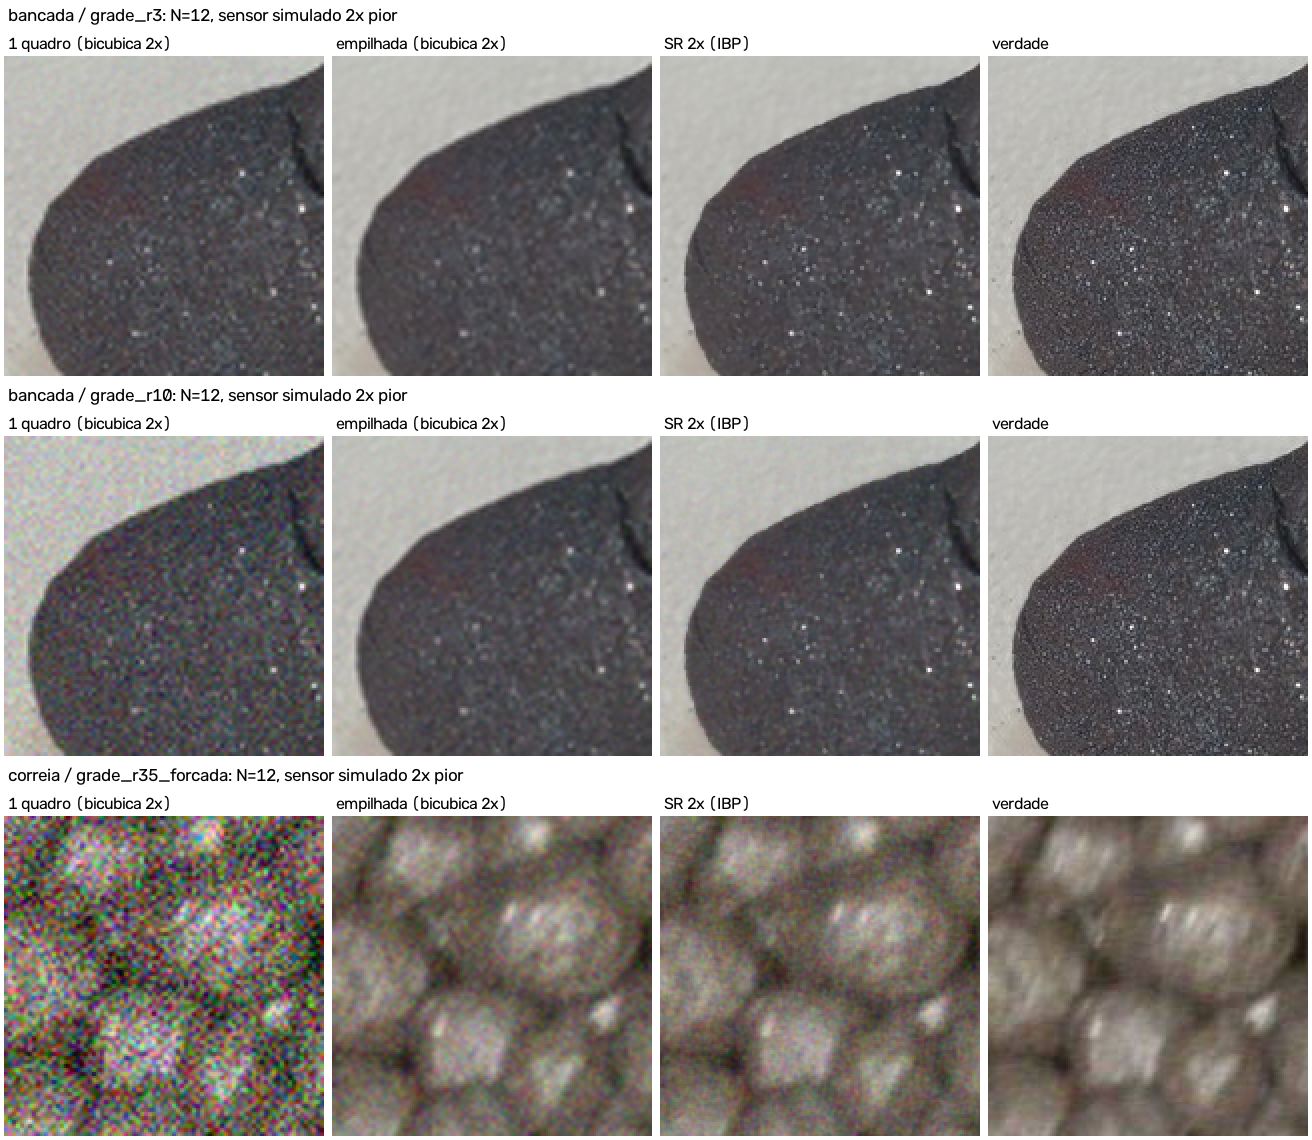 bancada / grade_r3: N=12, sensor simulado 2x pior
1 quadro (bicubica 2x) empilhada (bicubica 2x) SR 2x (IBP) verdade
bancada / grade_r10: N=12, sensor simulado 2x pior
1 quadro (bicubica 2x) empilhada (bicubica 2x) SR 2x (IBP) verdade
correia / grade_r35_forcada: N=12, sensor simulado 2x pior
1 quadro (bicubica 2x) empilhada (bicubica 2x) SR 2x (IBP) verdade